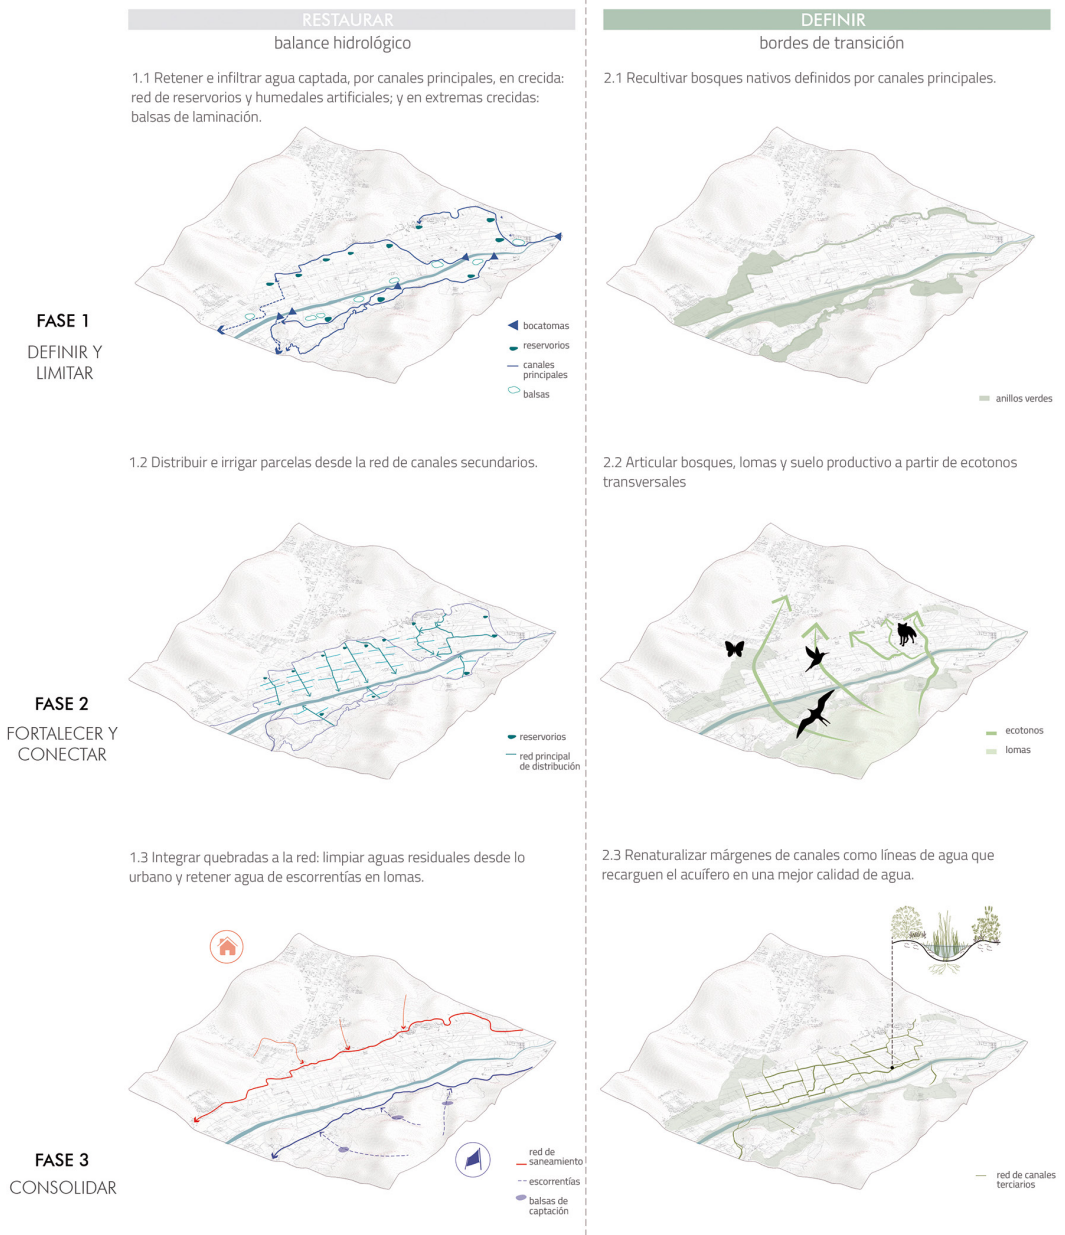 RESTAURAR
balance hidrológico
DEFINIR
bordes de transición
1.1 Retener e infiltrar agua captada, por canales principales, en crecida:
red de reservorios y humedales artificiales; y en extremas crecidas:
balsas de laminación.
2.1 Recultivar bosques nativos definidos por canales principales.
FASE 1
DEFINIR Y
LIMITAR
bocatomas
reservorios
canales
principales
balsas
anillos verdes
1.2 Distribuir e irrigar parcelas desde la red de canales secundarios.
2.2 Articular bosques, lomas y suelo productivo a partir de ecotonos
transversales
FASE 2
FORTALECER Y
CONECTAR
reservorios
red principal
de distribución
ecotonos
lomas
1.3 Integrar quebradas a la red: limpiar aguas residuales desde lo
urbano y retener agua de escorrentías en lomas.
2.3 Renaturalizar márgenes de canales como líneas de agua que
recarguen el acuífero en una mejor calidad de agua.
FASE 3
CONSOLIDAR
red de
saneamiento
escorrentías
balsas de
captación
red de canales
terciarios